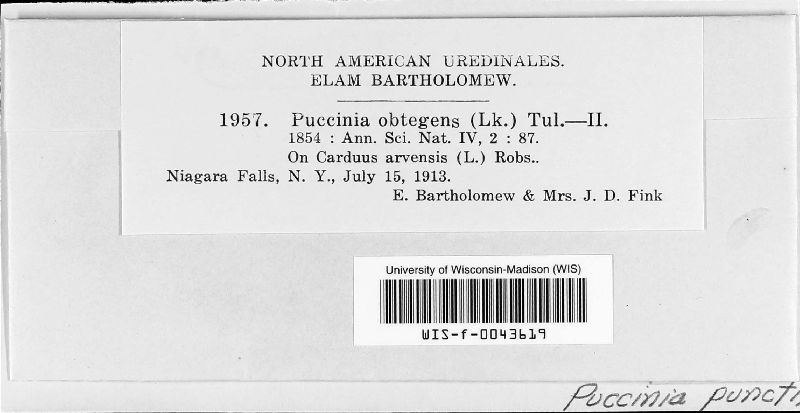 NORTH AMERICAN UREDINALES.
ELAM BARTHOLOMEW.
1957. Puccinia obtegens (Lk.) Tul.—II.
1854 : Ann. Sci. Nat. IV, 2 : 87.
On Carduus arvensis (L.) Robs..
Niagara Falls, N. Y., July 15, 1913.
E. Bartholomew & Mrs. J. D. Fink
University of Wisconsin-Madison (WIS)
WIS-f-0043619
Puccinia